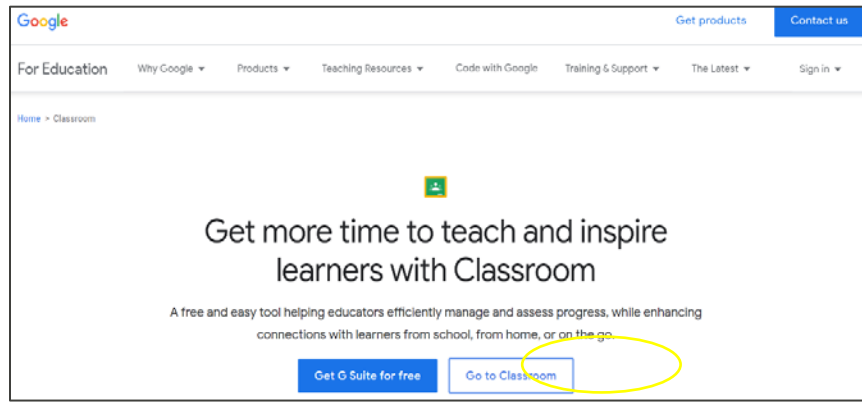 Google Get products Contact us
For Education Why Google Products Teaching Resources Code with Google Training & Support The Latest Sign in
Home > Classroom
Get more time to teach and inspire
learners with Classroom
A free and easy tool helping educators efficiently manage and assess progress, while enhancing
connections with learners from school, from home, or on the go.
Get G Suite for free Go to Classroom